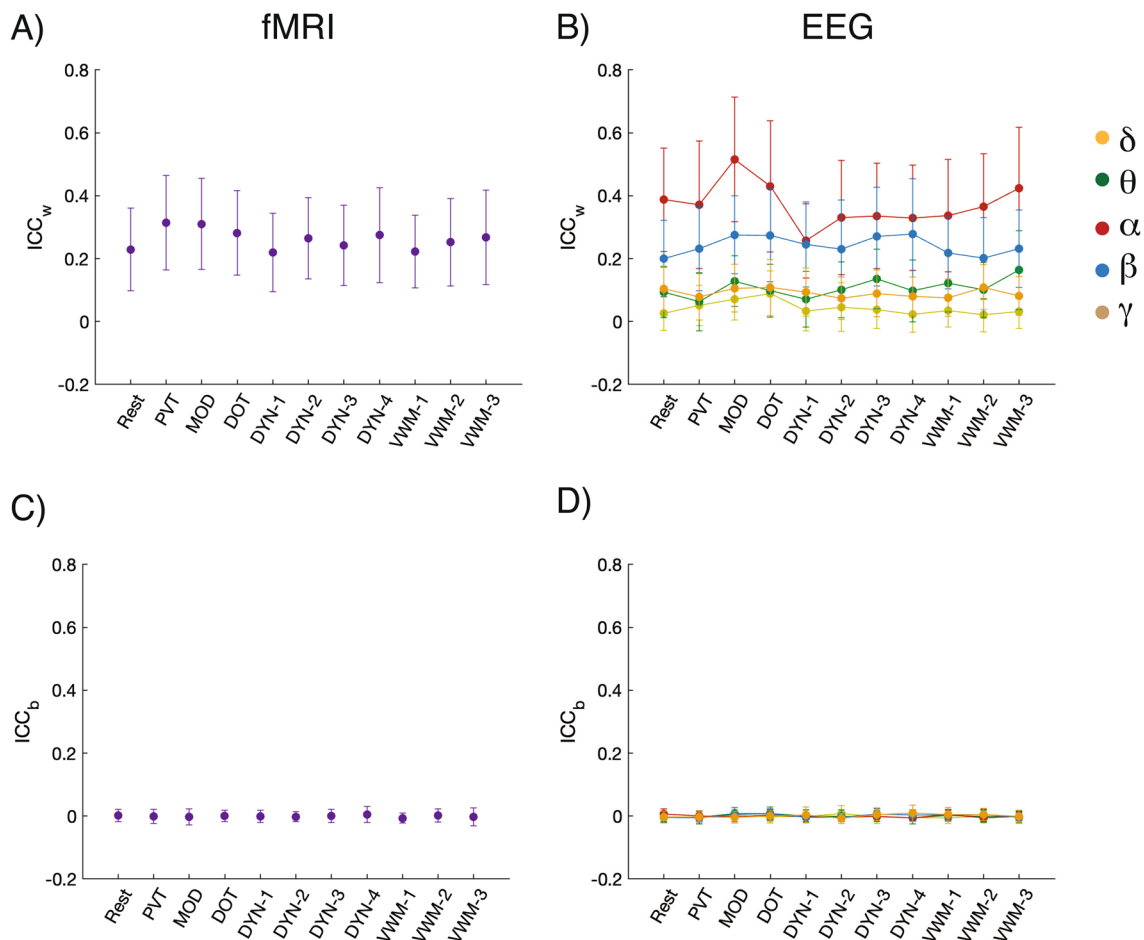 A)
fMRI
B)
EEG
ICCw
0.8
0.6
0.4
0.2
0
-0.2
Rest
PVT
MOD
DOT
DYN-1
DYN-2
DYN-3
DYN-4
VWM-1
VWM-2
VWM-3
ICCw
0.8
0.6
0.4
0.2
0
-0.2
Rest
PVT
MOD
DOT
DYN-1
DYN-2
DYN-3
DYN-4
VWM-1
VWM-2
VWM-3
δ
θ
α
β
γ
C)
D)
ICCb
0.8
0.6
0.4
0.2
0
-0.2
Rest
PVT
MOD
DOT
DYN-1
DYN-2
DYN-3
DYN-4
VWM-1
VWM-2
VWM-3
ICCb
0.8
0.6
0.4
0.2
0
-0.2
Rest
PVT
MOD
DOT
DYN-1
DYN-2
DYN-3
DYN-4
VWM-1
VWM-2
VWM-3